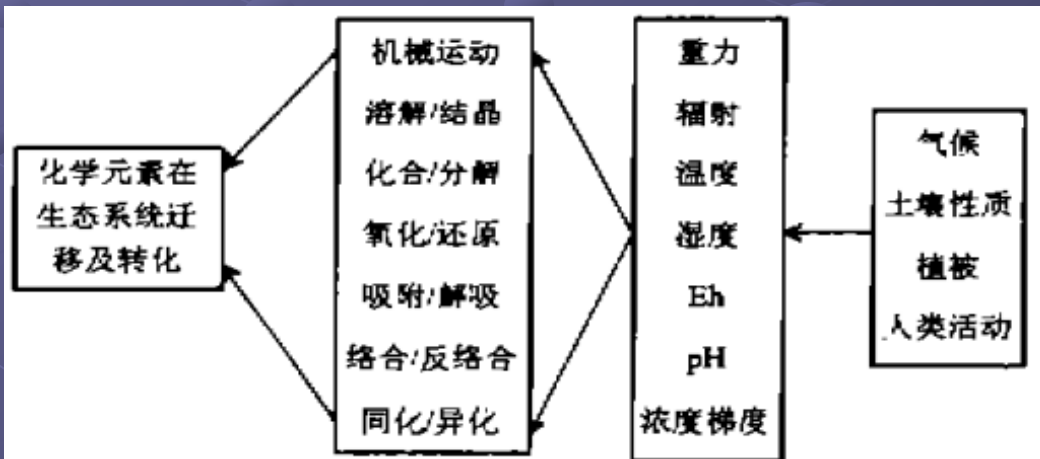 化学元素在
生态系统迁
移及转化
机械运动
溶解/结晶
化合/分解
氧化/还原
吸附/解吸
络合/反络合
同化/异化
重力
辐射
温度
湿度
Eh
pH
浓度梯度
气候
土壤性质
植被
人类活动